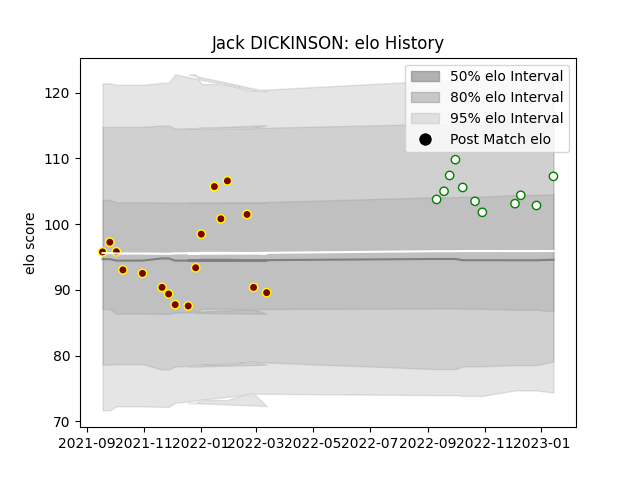 Jack DICKINSON: elo History
50% elo Interval
80% elo Interval
95% elo Interval
Post Match elo
elo score
120
110
100
90
80
70
2021-09 2021-11 2022-01 2022-03 2022-05 2022-07 2022-09 2022-11 2023-01